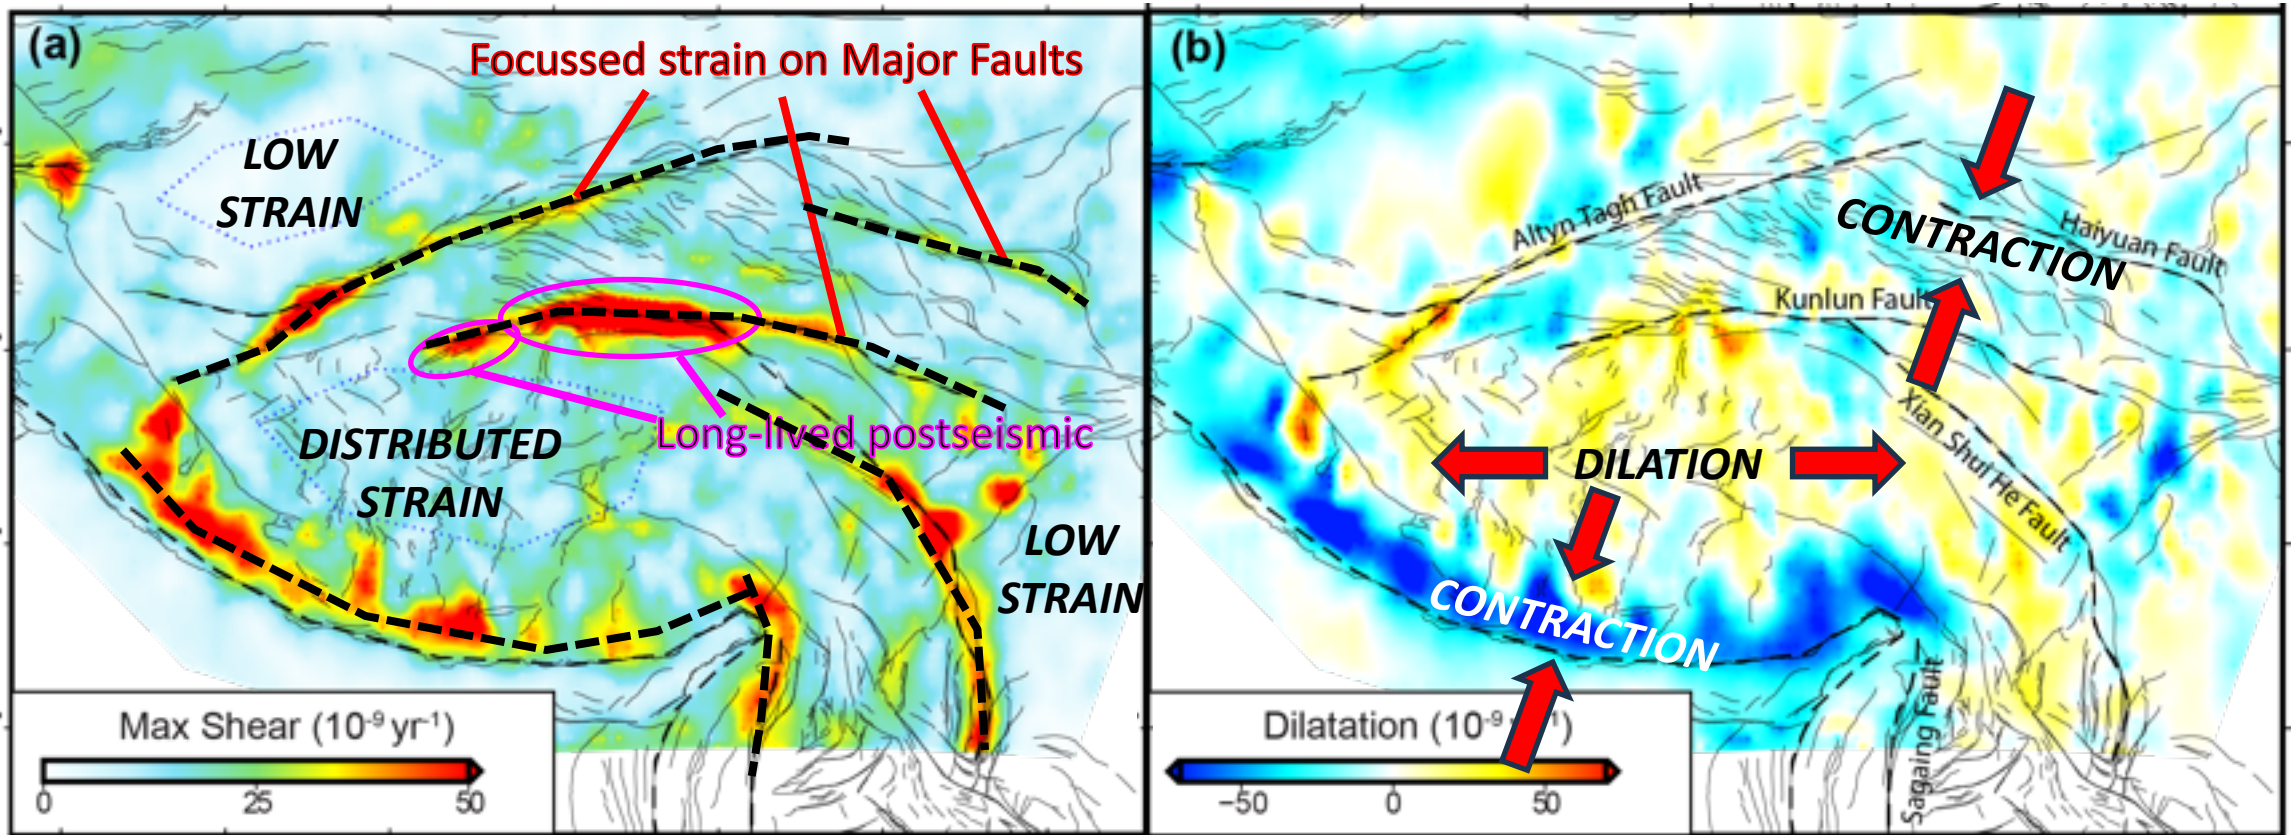 (a)
Focussed strain on Major Faults
LOW
STRAIN
Long-lived postseismic
DISTRIBUTED
STRAIN
LOW
STRAIN
Max Shear (10⁻⁹ yr⁻¹)
0 25 50
(b)
Altyn Tagh Fault
CONTRACTION
Haiyuan Fault
Kunlun Fault
Xian Shui He Fault
DILATION
CONTRACTION
Sagaing Fault
Dilatation (10⁻⁹ ⁻¹)
−50 0 50